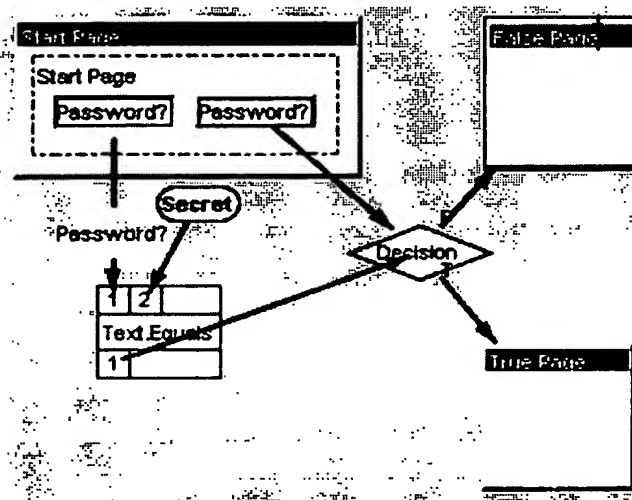 Start Page
False Page
Start Page
Password?
Password?
Secret
F
Password?
Decision
T
1
2
Text.Equals
1
True Page